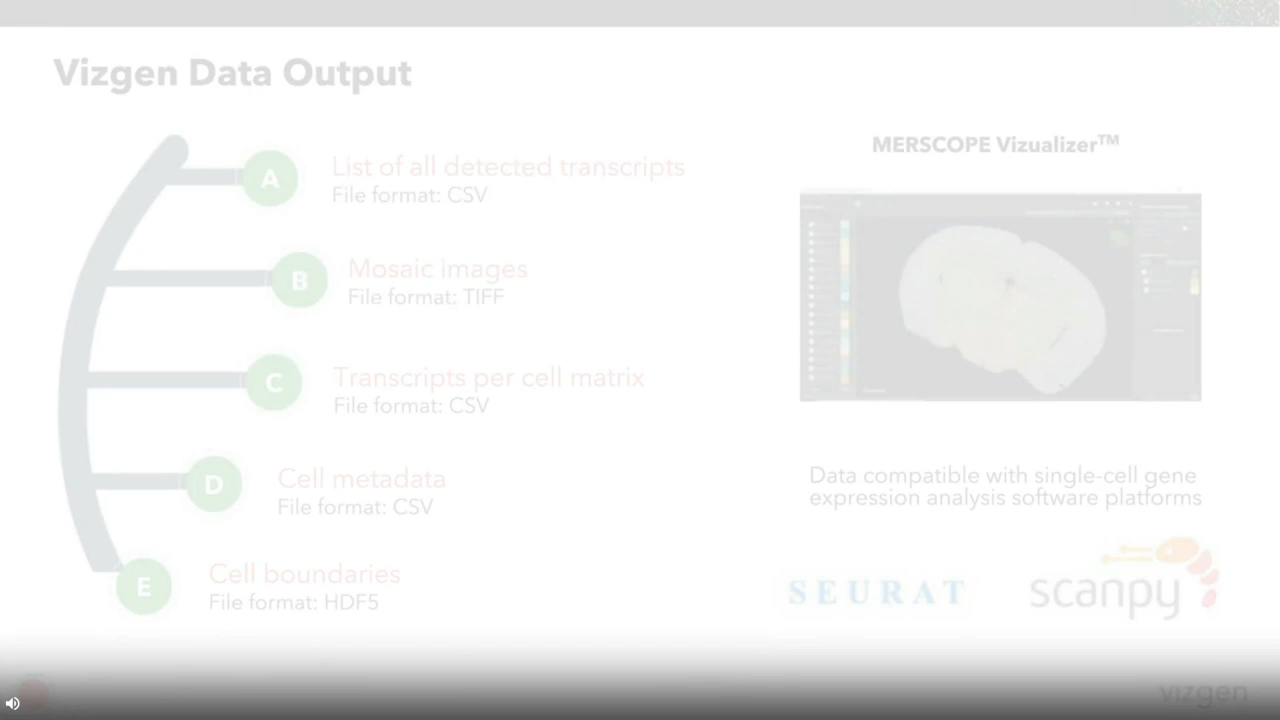 Vizgen Data Output
A
List of all detected transcripts
File format: CSV
B
Mosaic images
File format: TIFF
C
Transcripts per cell matrix
File format: CSV
D
Cell metadata
File format: CSV
E
Cell boundaries
File format: HDF5
MERSCOPE Vizualizer™
Data compatible with single-cell gene
expression analysis software platforms
SEURAT
scanpy
vizgen